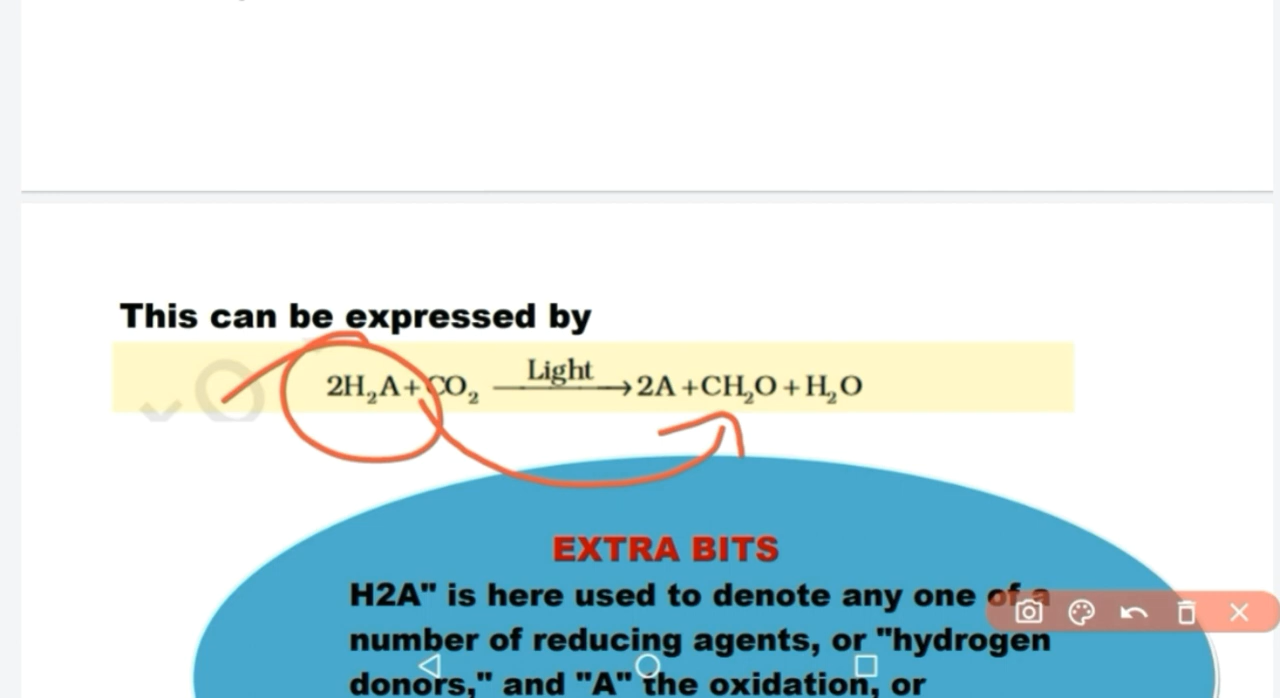 This can be expressed by
2H₂A+CO₂ Light→2A+CH₂O+H₂O
EXTRA BITS
H2A" is here used to denote any one of a
number of reducing agents, or "hydrogen
donors," and "A" the oxidation, or